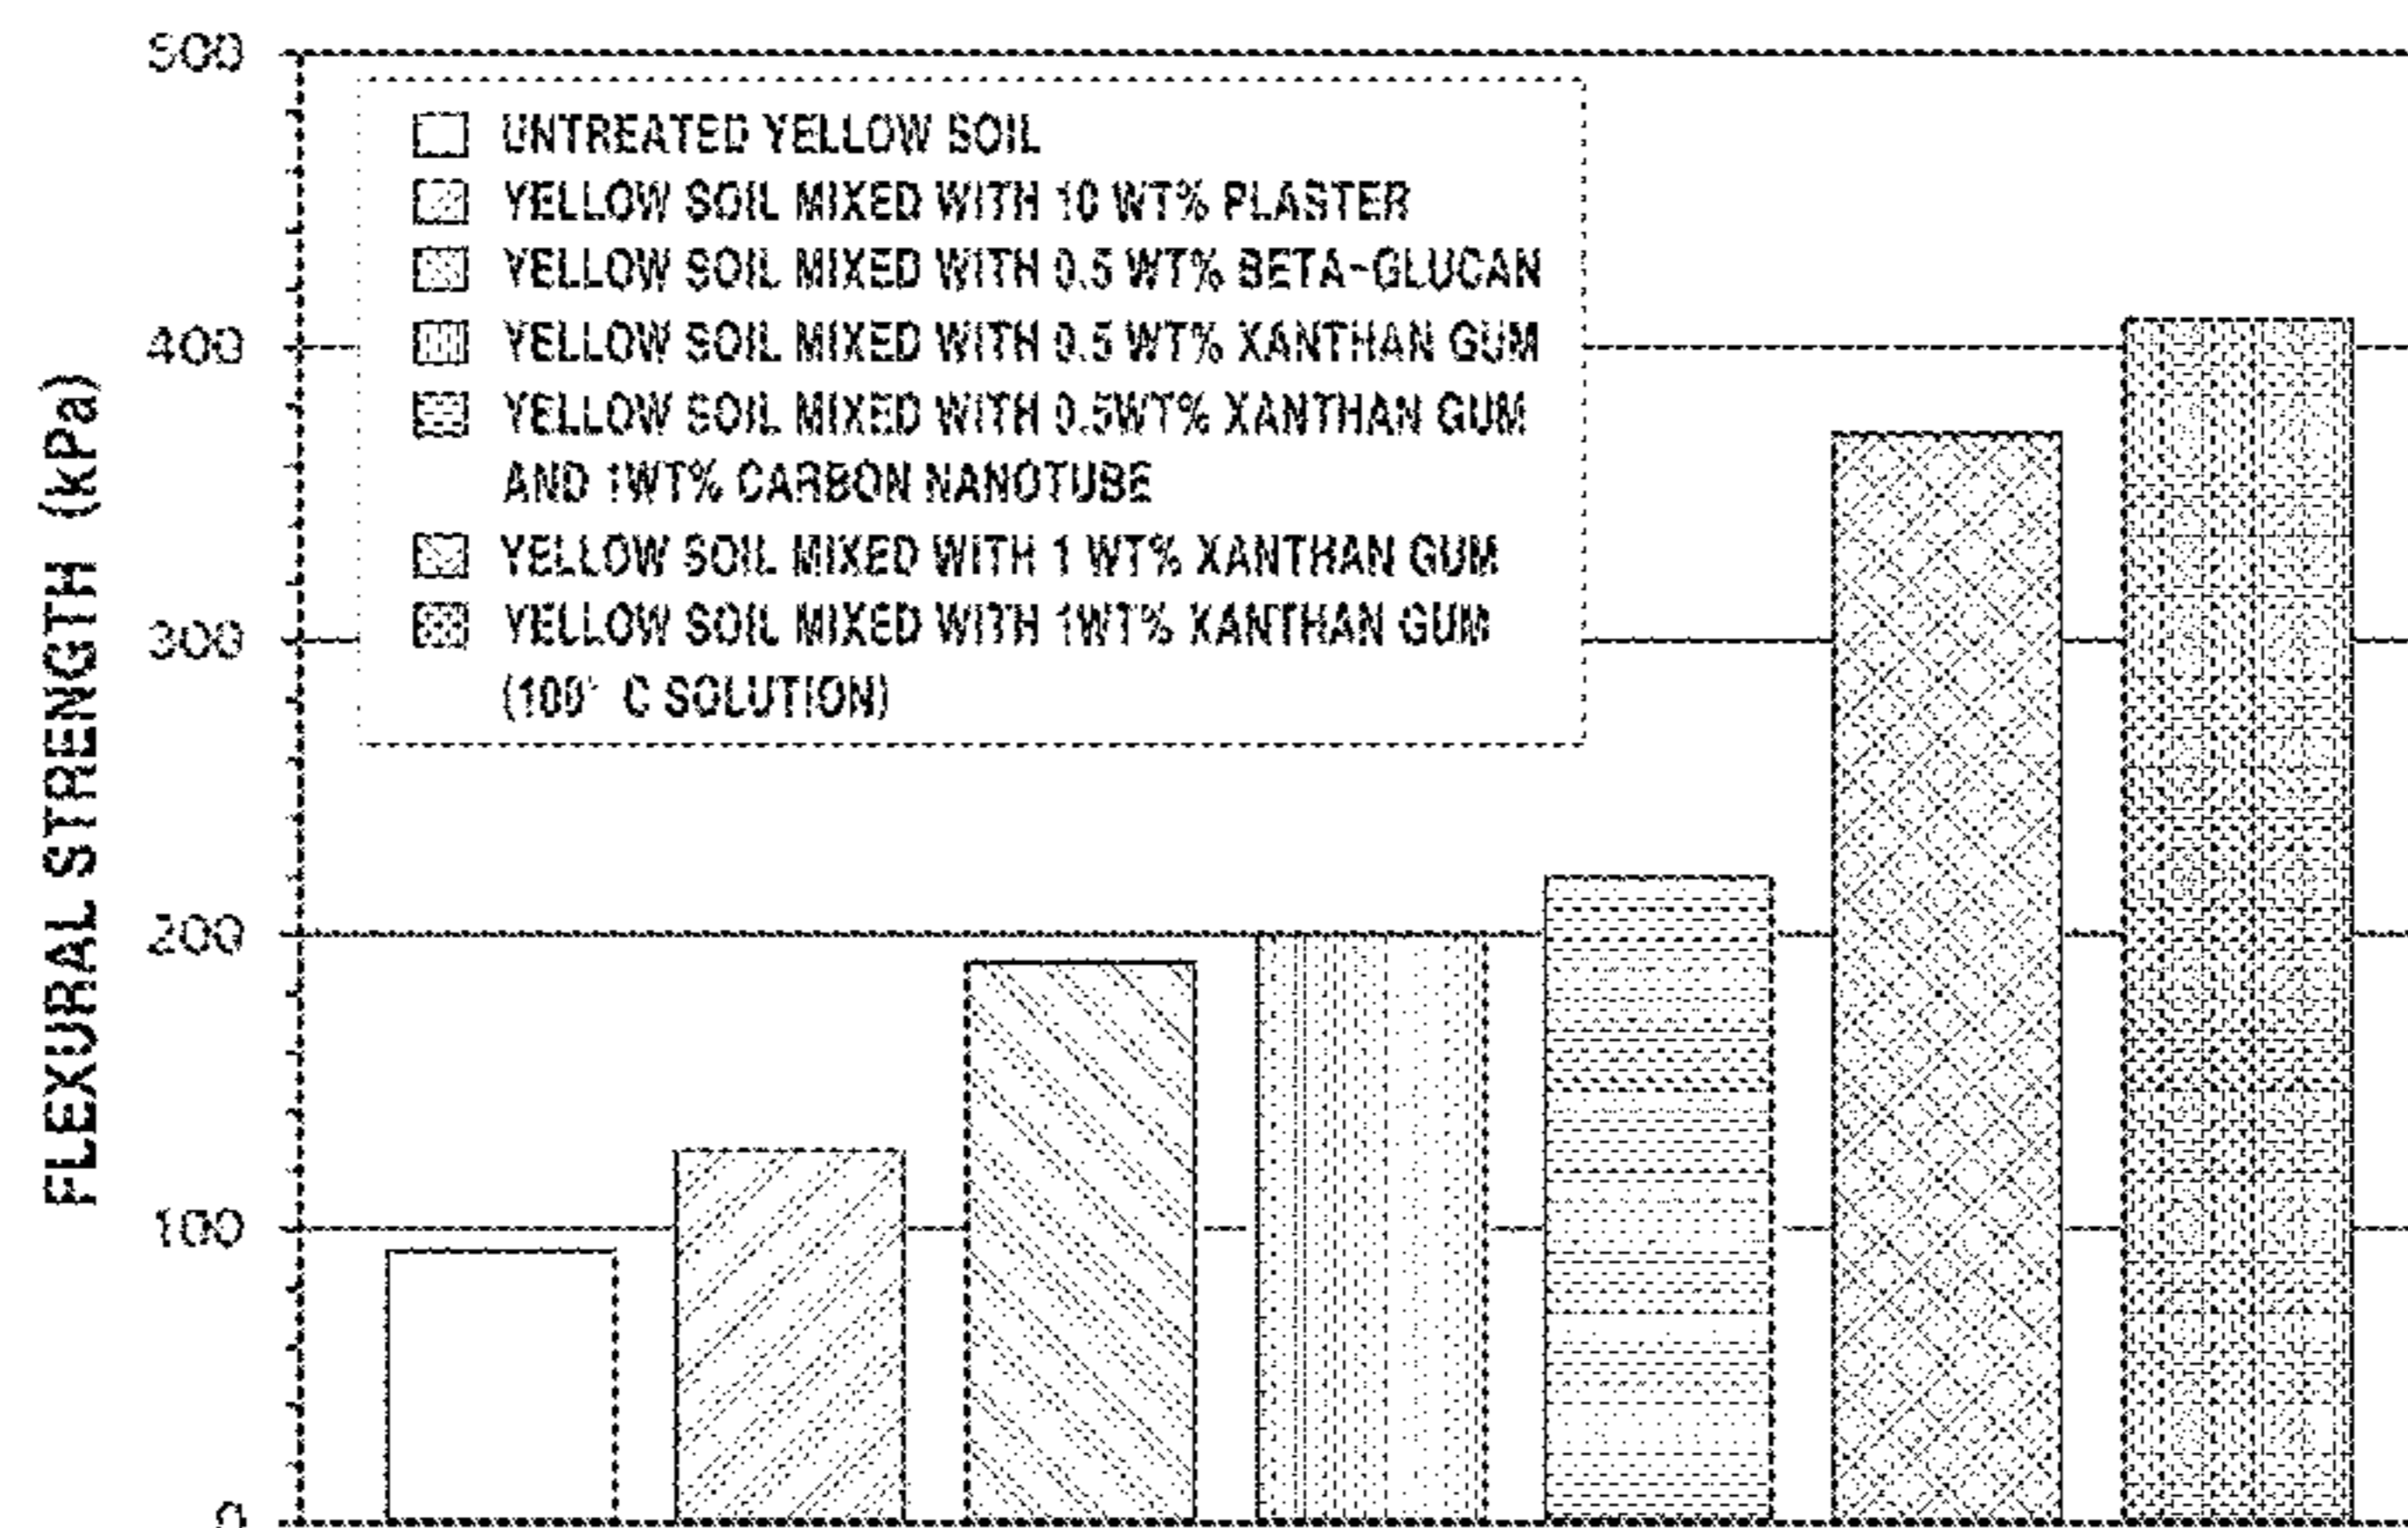 500
400
300
200
100
0
FLEXURAL STRENGTH (kPa)
UNTREATED YELLOW SOIL
YELLOW SOIL MIXED WITH 10 WT% PLASTER
YELLOW SOIL MIXED WITH 0.5 WT% BETA-GLUCAN
YELLOW SOIL MIXED WITH 0.5 WT% XANTHAN GUM
YELLOW SOIL MIXED WITH 0.5WT% XANTHAN GUM
AND 1WT% CARBON NANOTUBE
YELLOW SOIL MIXED WITH 1 WT% XANTHAN GUM
YELLOW SOIL MIXED WITH 1WT% XANTHAN GUM
(100° C SOLUTION)